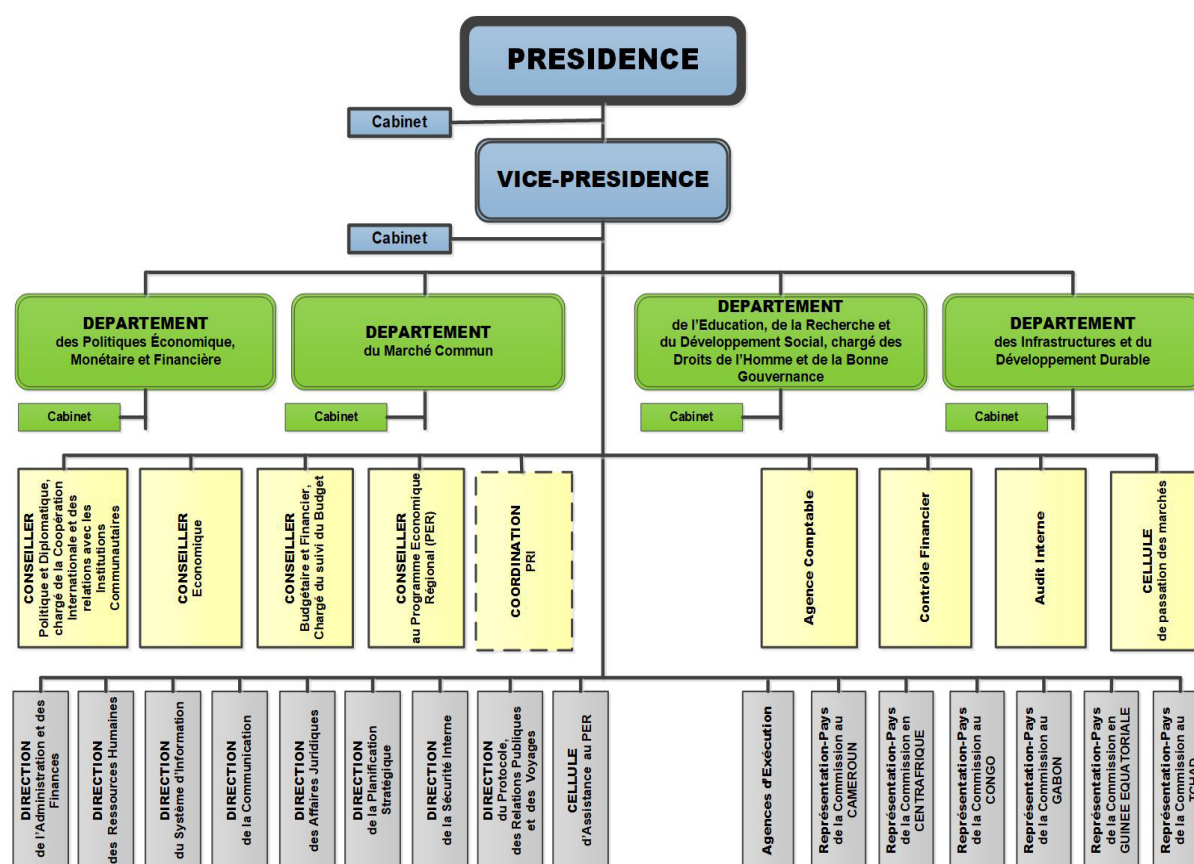 PRESIDENCE
Cabinet
VICE-PRESIDENCE
Cabinet
DEPARTEMENT
des Politiques Économique,
Monétaire et Financière
DEPARTEMENT
du Marché Commun
DEPARTEMENT
de l'Education, de la Recherche et
du Développement Social, chargé des
Droits de l'Homme et de la Bonne
Gouvernance
DEPARTEMENT
des Infrastructures et du
Développement Durable
Cabinet
Cabinet
Cabinet
Cabinet
CONSEILLER
Politique et Diplomatique,
chargé de la Coopération
Internationale et des
relations avec les
Institutions
Communautaires
CONSEILLER
Economique
CONSEILLER
Budgétaire et Financier,
Chargé du suivi du Budget
CONSEILLER
au Programme Economique
Régional (PER)
COORDINATION
PRI
Agence Comptable
Contrôle Financier
Audit Interne
CELLULE
de passation des marchés
DIRECTION
de l'Administration et des
Finances
DIRECTION
des Ressources Humaines
DIRECTION
du Système d'Information
DIRECTION
de la Communication
DIRECTION
des Affaires Juridiques
DIRECTION
de la Planification
Stratégique
DIRECTION
de la Sécurité Interne
DIRECTION
du Protocole,
des Relations Publiques
et des Voyages
CELLULE
d'Assistance au PER
Agences d'Exécution
Représentation-Pays
de la Commission au
CAMEROUN
Représentation-Pays
de la Commission en
CENTRAFRIQUE
Représentation-Pays
de la Commission au
CONGO
Représentation-Pays
de la Commission au
GABON
Représentation-Pays
de la Commission en
GUINEE EQUATORIALE
Représentation-Pays
de la Commission au
TCHAD